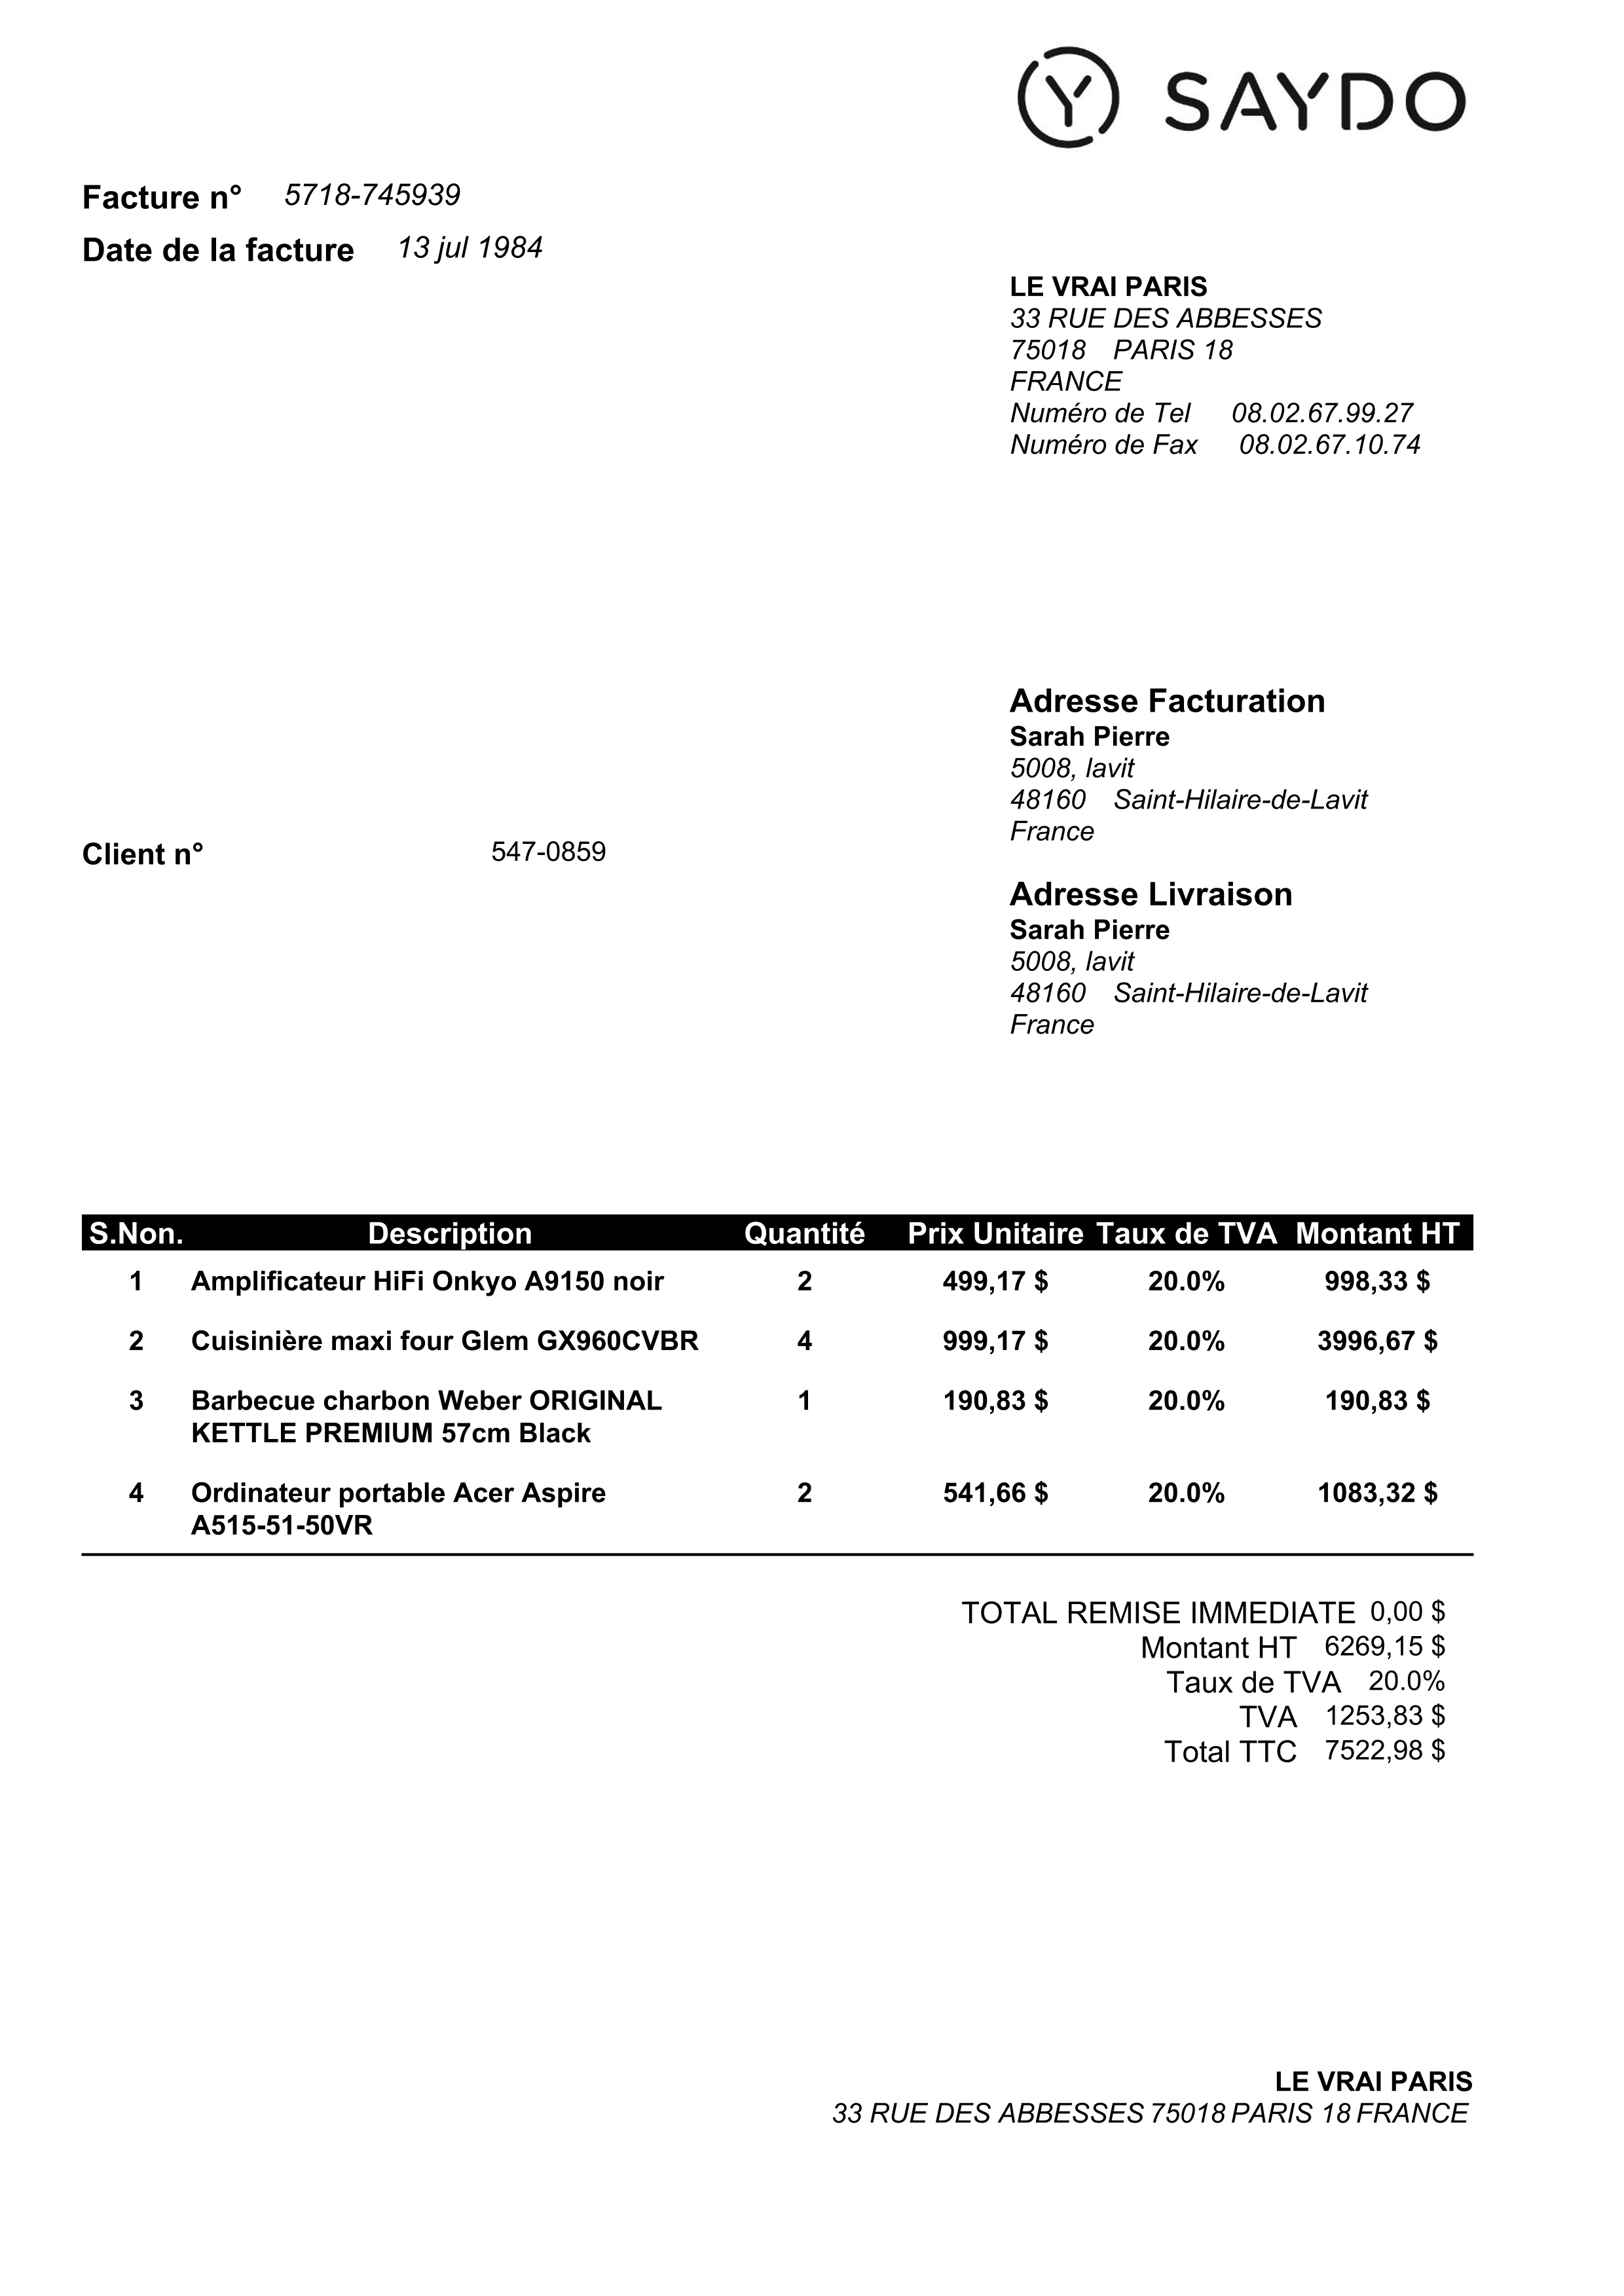 Y SAYDO
Facture n° 5718-745939
Date de la facture 13 jul 1984
LE VRAI PARIS
33 RUE DES ABBESSES
75018 PARIS 18
FRANCE
Numéro de Tel 08.02.67.99.27
Numéro de Fax 08.02.67.10.74
Adresse Facturation
Sarah Pierre
5008, lavit
48160 Saint-Hilaire-de-Lavit
France
Client n° 547-0859
Adresse Livraison
Sarah Pierre
5008, lavit
48160 Saint-Hilaire-de-Lavit
France
S.Non. Description Quantité Prix Unitaire Taux de TVA Montant HT
1 Amplificateur HiFi Onkyo A9150 noir 2 499,17 $ 20.0% 998,33 $
2 Cuisinière maxi four Glem GX960CVBR 4 999,17 $ 20.0% 3996,67 $
3 Barbecue charbon Weber ORIGINAL 1 190,83 $ 20.0% 190,83 $
KETTLE PREMIUM 57cm Black
4 Ordinateur portable Acer Aspire 2 541,66 $ 20.0% 1083,32 $
A515-51-50VR
TOTAL REMISE IMMEDIATE 0,00 $
Montant HT 6269,15 $
Taux de TVA 20.0%
TVA 1253,83 $
Total TTC 7522,98 $
LE VRAI PARIS
33 RUE DES ABBESSES 75018 PARIS 18 FRANCE